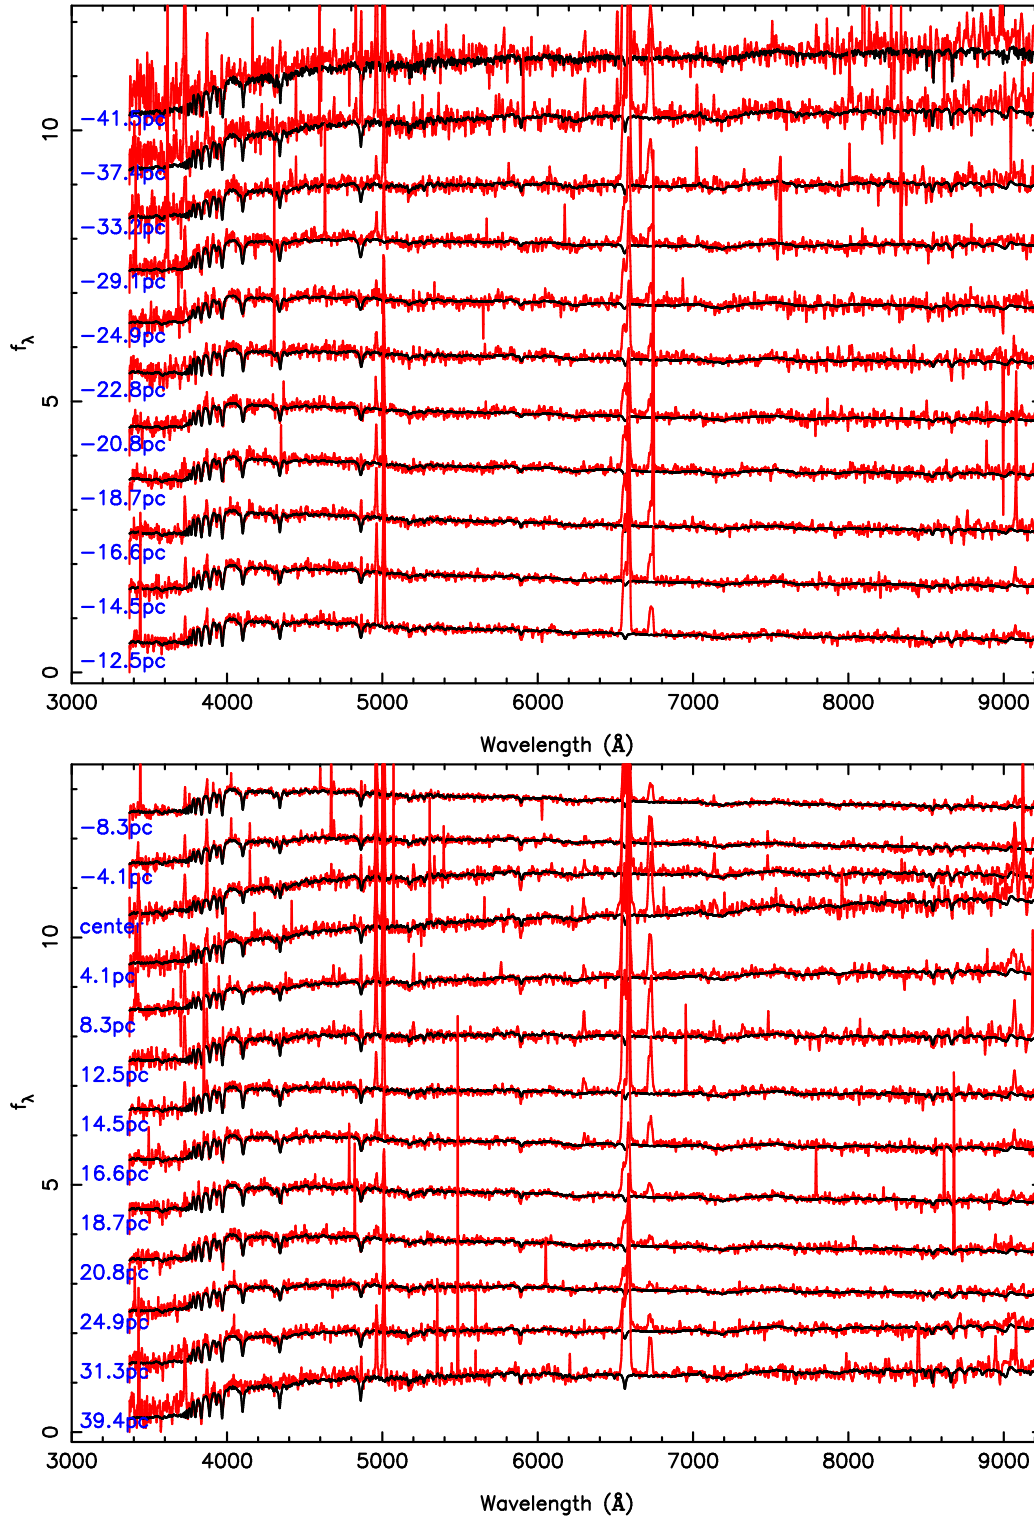 10
5
0
fλ
−41.5pc
−37.4pc
−33.2pc
−29.1pc
−24.9pc
−22.8pc
−20.8pc
−18.7pc
−16.6pc
−14.5pc
−12.5pc
3000 4000 5000 6000 7000 8000 9000
Wavelength (Å)
10
5
0
fλ
−8.3pc
−4.1pc
center
4.1pc
8.3pc
12.5pc
14.5pc
16.6pc
18.7pc
20.8pc
24.9pc
31.3pc
39.4pc
3000 4000 5000 6000 7000 8000 9000
Wavelength (Å)